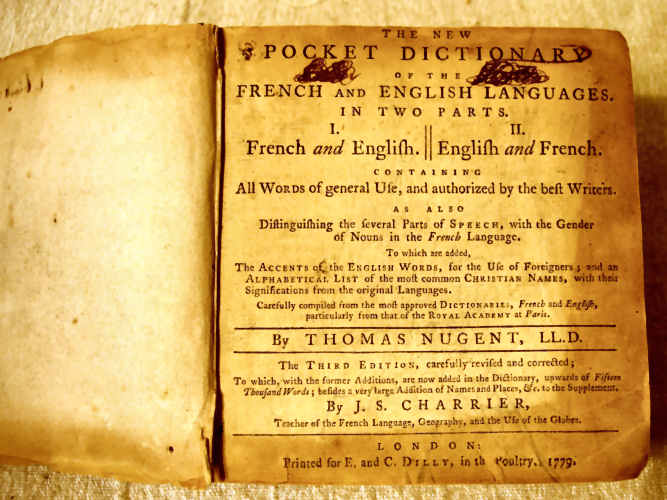 THE NEW
POCKET DICTIONARY
OF THE
FRENCH AND ENGLISH LANGUAGES.
IN TWO PARTS.
I. II.
French and Engliſh. || Engliſh and French.
CONTAINING
All WORDS of general Uſe, and authorized by the beſt Writers.
AS ALSO
Diſtinguiſhing the ſeveral Parts of SPEECH, with the Gender
of Nouns in the French Language.
To which are added,
The ACCENTS of the ENGLISH WORDS, for the Uſe of Foreigners; and an
ALPHABETICAL LIST of the moſt common CHRISTIAN NAMES, with their
Significations from the original Languages.
Carefully compiled from the moſt approved DICTIONARIES, French and Engliſh,
particularly from that of the ROYAL ACADEMY at Paris.
By THOMAS NUGENT, LL.D.
The THIRD EDITION, carefully reviſed and corrected;
To which, with the former Additions, are now added in the Dictionary, upwards of Fifteen
Thouſand Words; beſides a very large Addition of Names and Places, &c. to the Supplement.
By J. S. CHARRIER,
Teacher of the French Language, Geography, and the Uſe of the Globes.
LONDON:
Printed for E. and C. DILLY, in th Poultry. 1779.